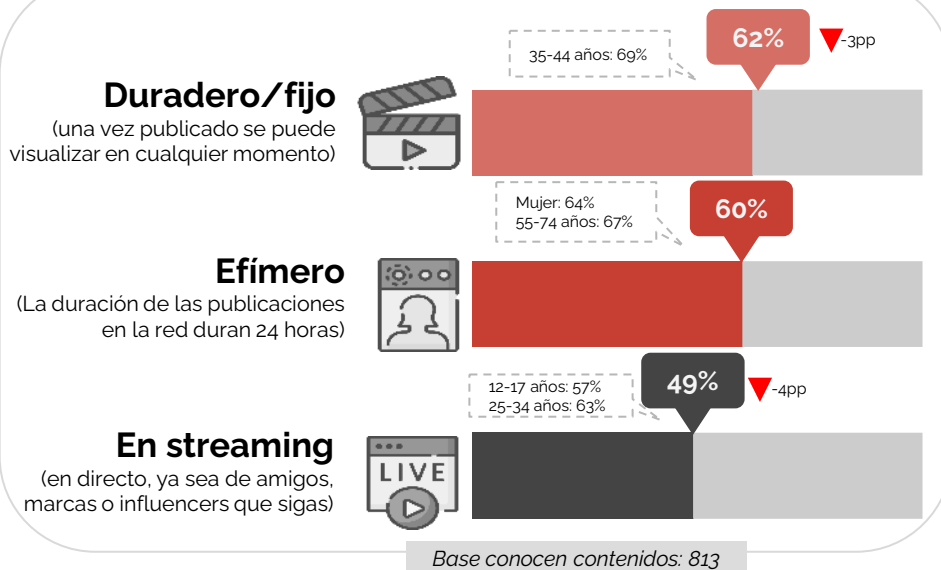 35-44 años: 69%
62%
-3pp
Duradero/fijo
(una vez publicado se puede
visualizar en cualquier momento)
Mujer: 64%
55-74 años: 67%
60%
Efímero
(La duración de las publicaciones
en la red duran 24 horas)
12-17 años: 57%
25-34 años: 63%
49%
-4pp
En streaming
(en directo, ya sea de amigos,
marcas o influencers que sigas)
LIVE
Base conocen contenidos: 813